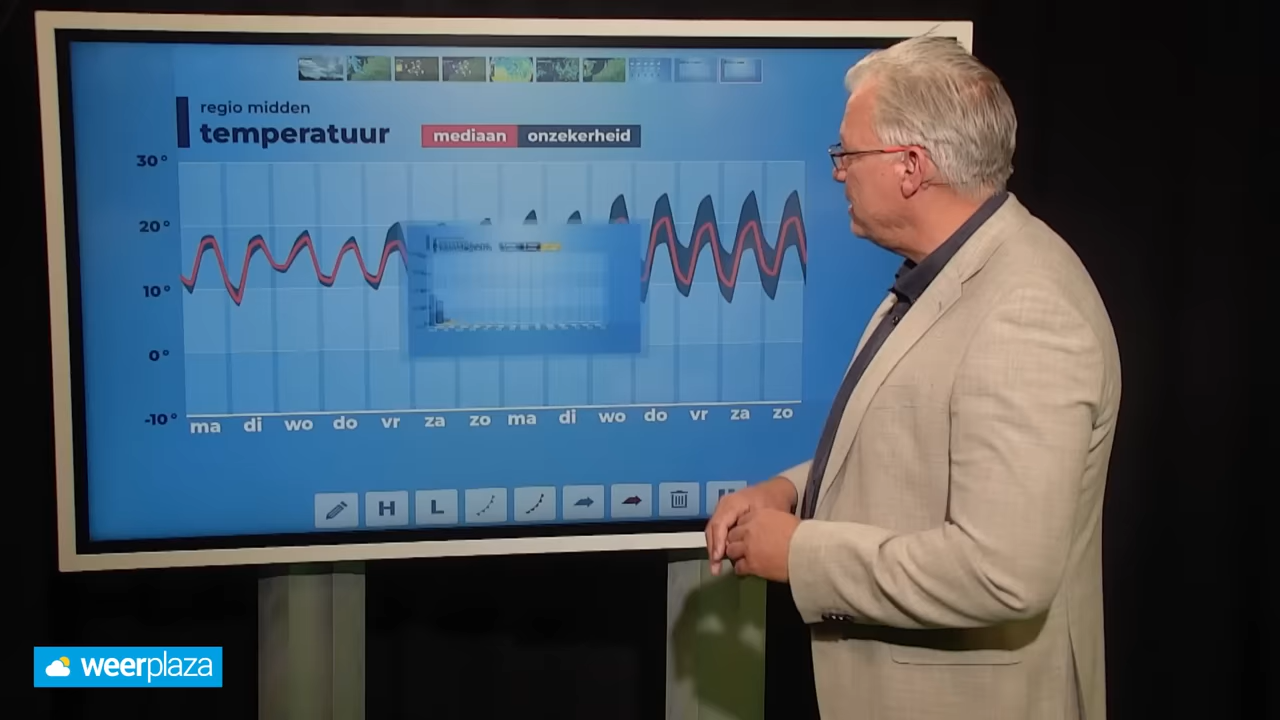 regio midden
temperatuur
mediaan onzekerheid
30°
20°
10°
0°
-10°
ma di wo do vr za zo ma di wo do vr za zo
H L
weerplaza